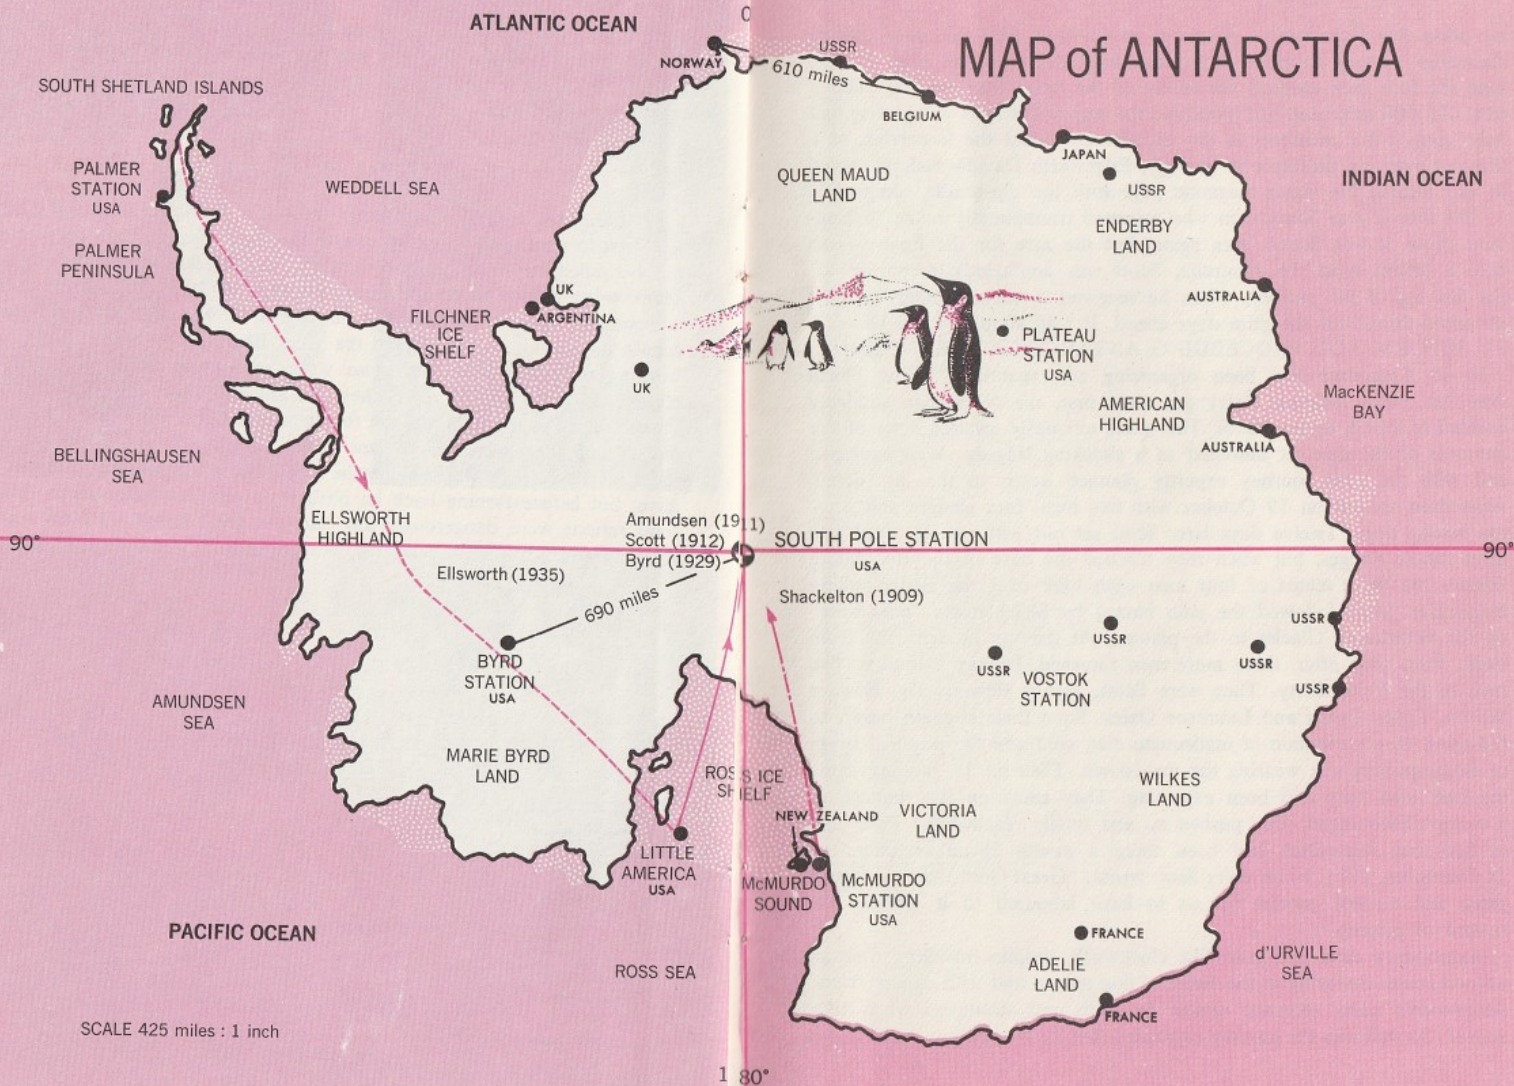 ATLANTIC OCEAN
0
MAP of ANTARCTICA
NORWAY
USSR
610 miles
BELGIUM
SOUTH SHETLAND ISLANDS
JAPAN
PALMER
STATION
USA
WEDDELL SEA
QUEEN MAUD
LAND
USSR
INDIAN OCEAN
ENDERBY
LAND
PALMER
PENINSULA
UK
ARGENTINA
AUSTRALIA
FILCHNER
ICE
SHELF
PLATEAU
STATION
USA
UK
MacKENZIE
BAY
AMERICAN
HIGHLAND
AUSTRALIA
BELLINGSHAUSEN
SEA
ELLSWORTH
HIGHLAND
Amundsen (1911)
Scott (1912)
Byrd (1929)
SOUTH POLE STATION
USA
90°
90°
Ellsworth (1935)
690 miles
Shackelton (1909)
USSR
USSR
USSR
USSR
USSR
BYRD
STATION
USA
VOSTOK
STATION
AMUNDSEN
SEA
MARIE BYRD
LAND
ROSS ICE
SHELF
WILKES
LAND
NEW ZEALAND
VICTORIA
LAND
LITTLE
AMERICA
USA
McMURDO
SOUND
McMURDO
STATION
USA
PACIFIC OCEAN
FRANCE
ROSS SEA
ADELIE
LAND
d'URVILLE
SEA
FRANCE
SCALE 425 miles : 1 inch
180°